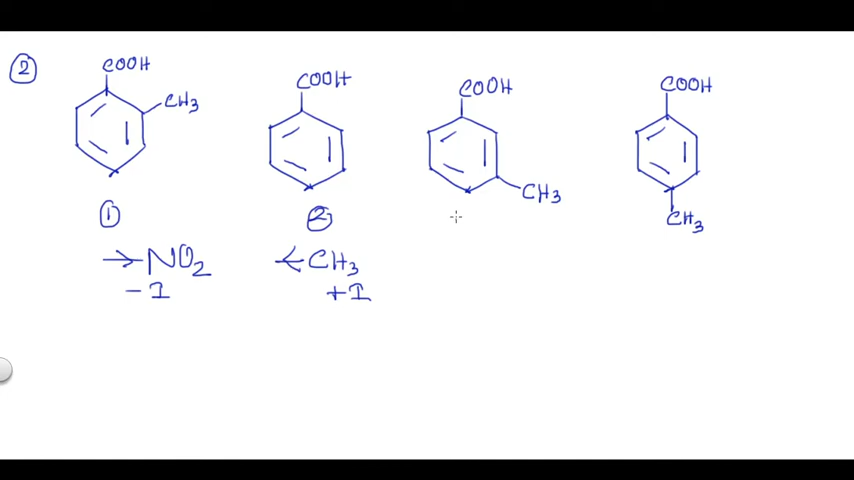 ②
COOH
CH3
COOH
COOH
CH3
COOH
CH3
①
②
→NO2
-I
←CH3
+I